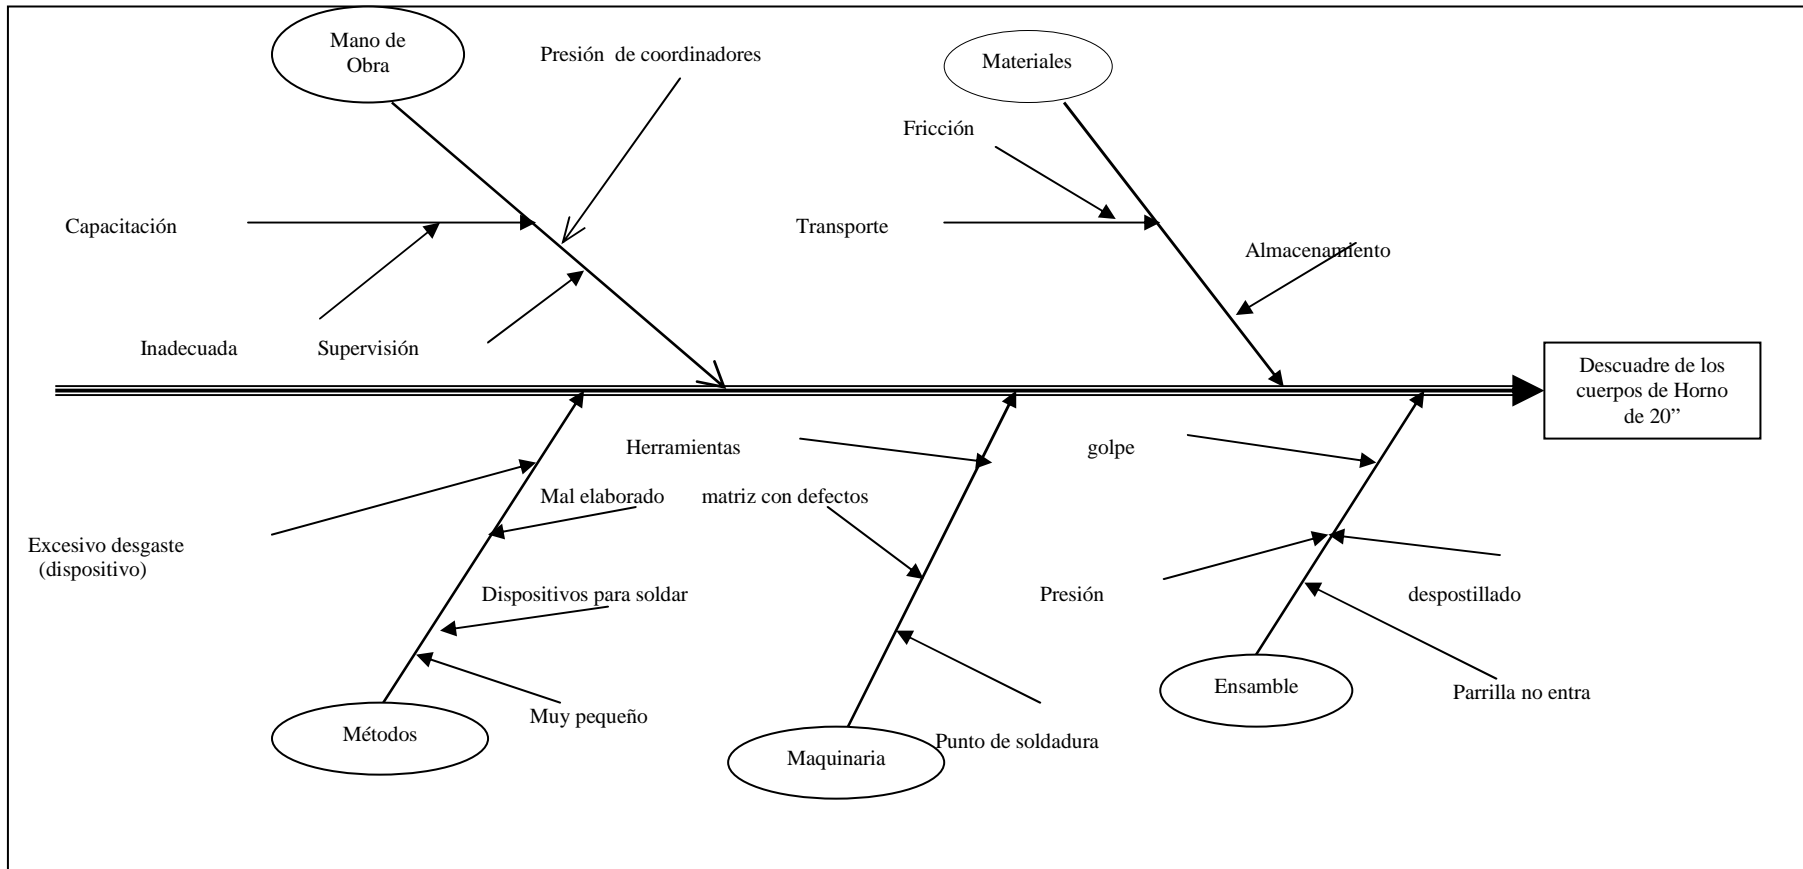 Mano de
Obra
Presión de coordinadores
Materiales
Fricción
Capacitación
Transporte
Almacenamiento
Inadecuada
Supervisión
Descuadre de los
cuerpos de Horno
de 20”
Herramientas
golpe
Mal elaborado
matriz con defectos
Excesivo desgaste
(dispositivo)
Dispositivos para soldar
Presión
despostillado
Ensamble
Parrilla no entra
Muy pequeño
Métodos
Punto de soldadura
Maquinaria